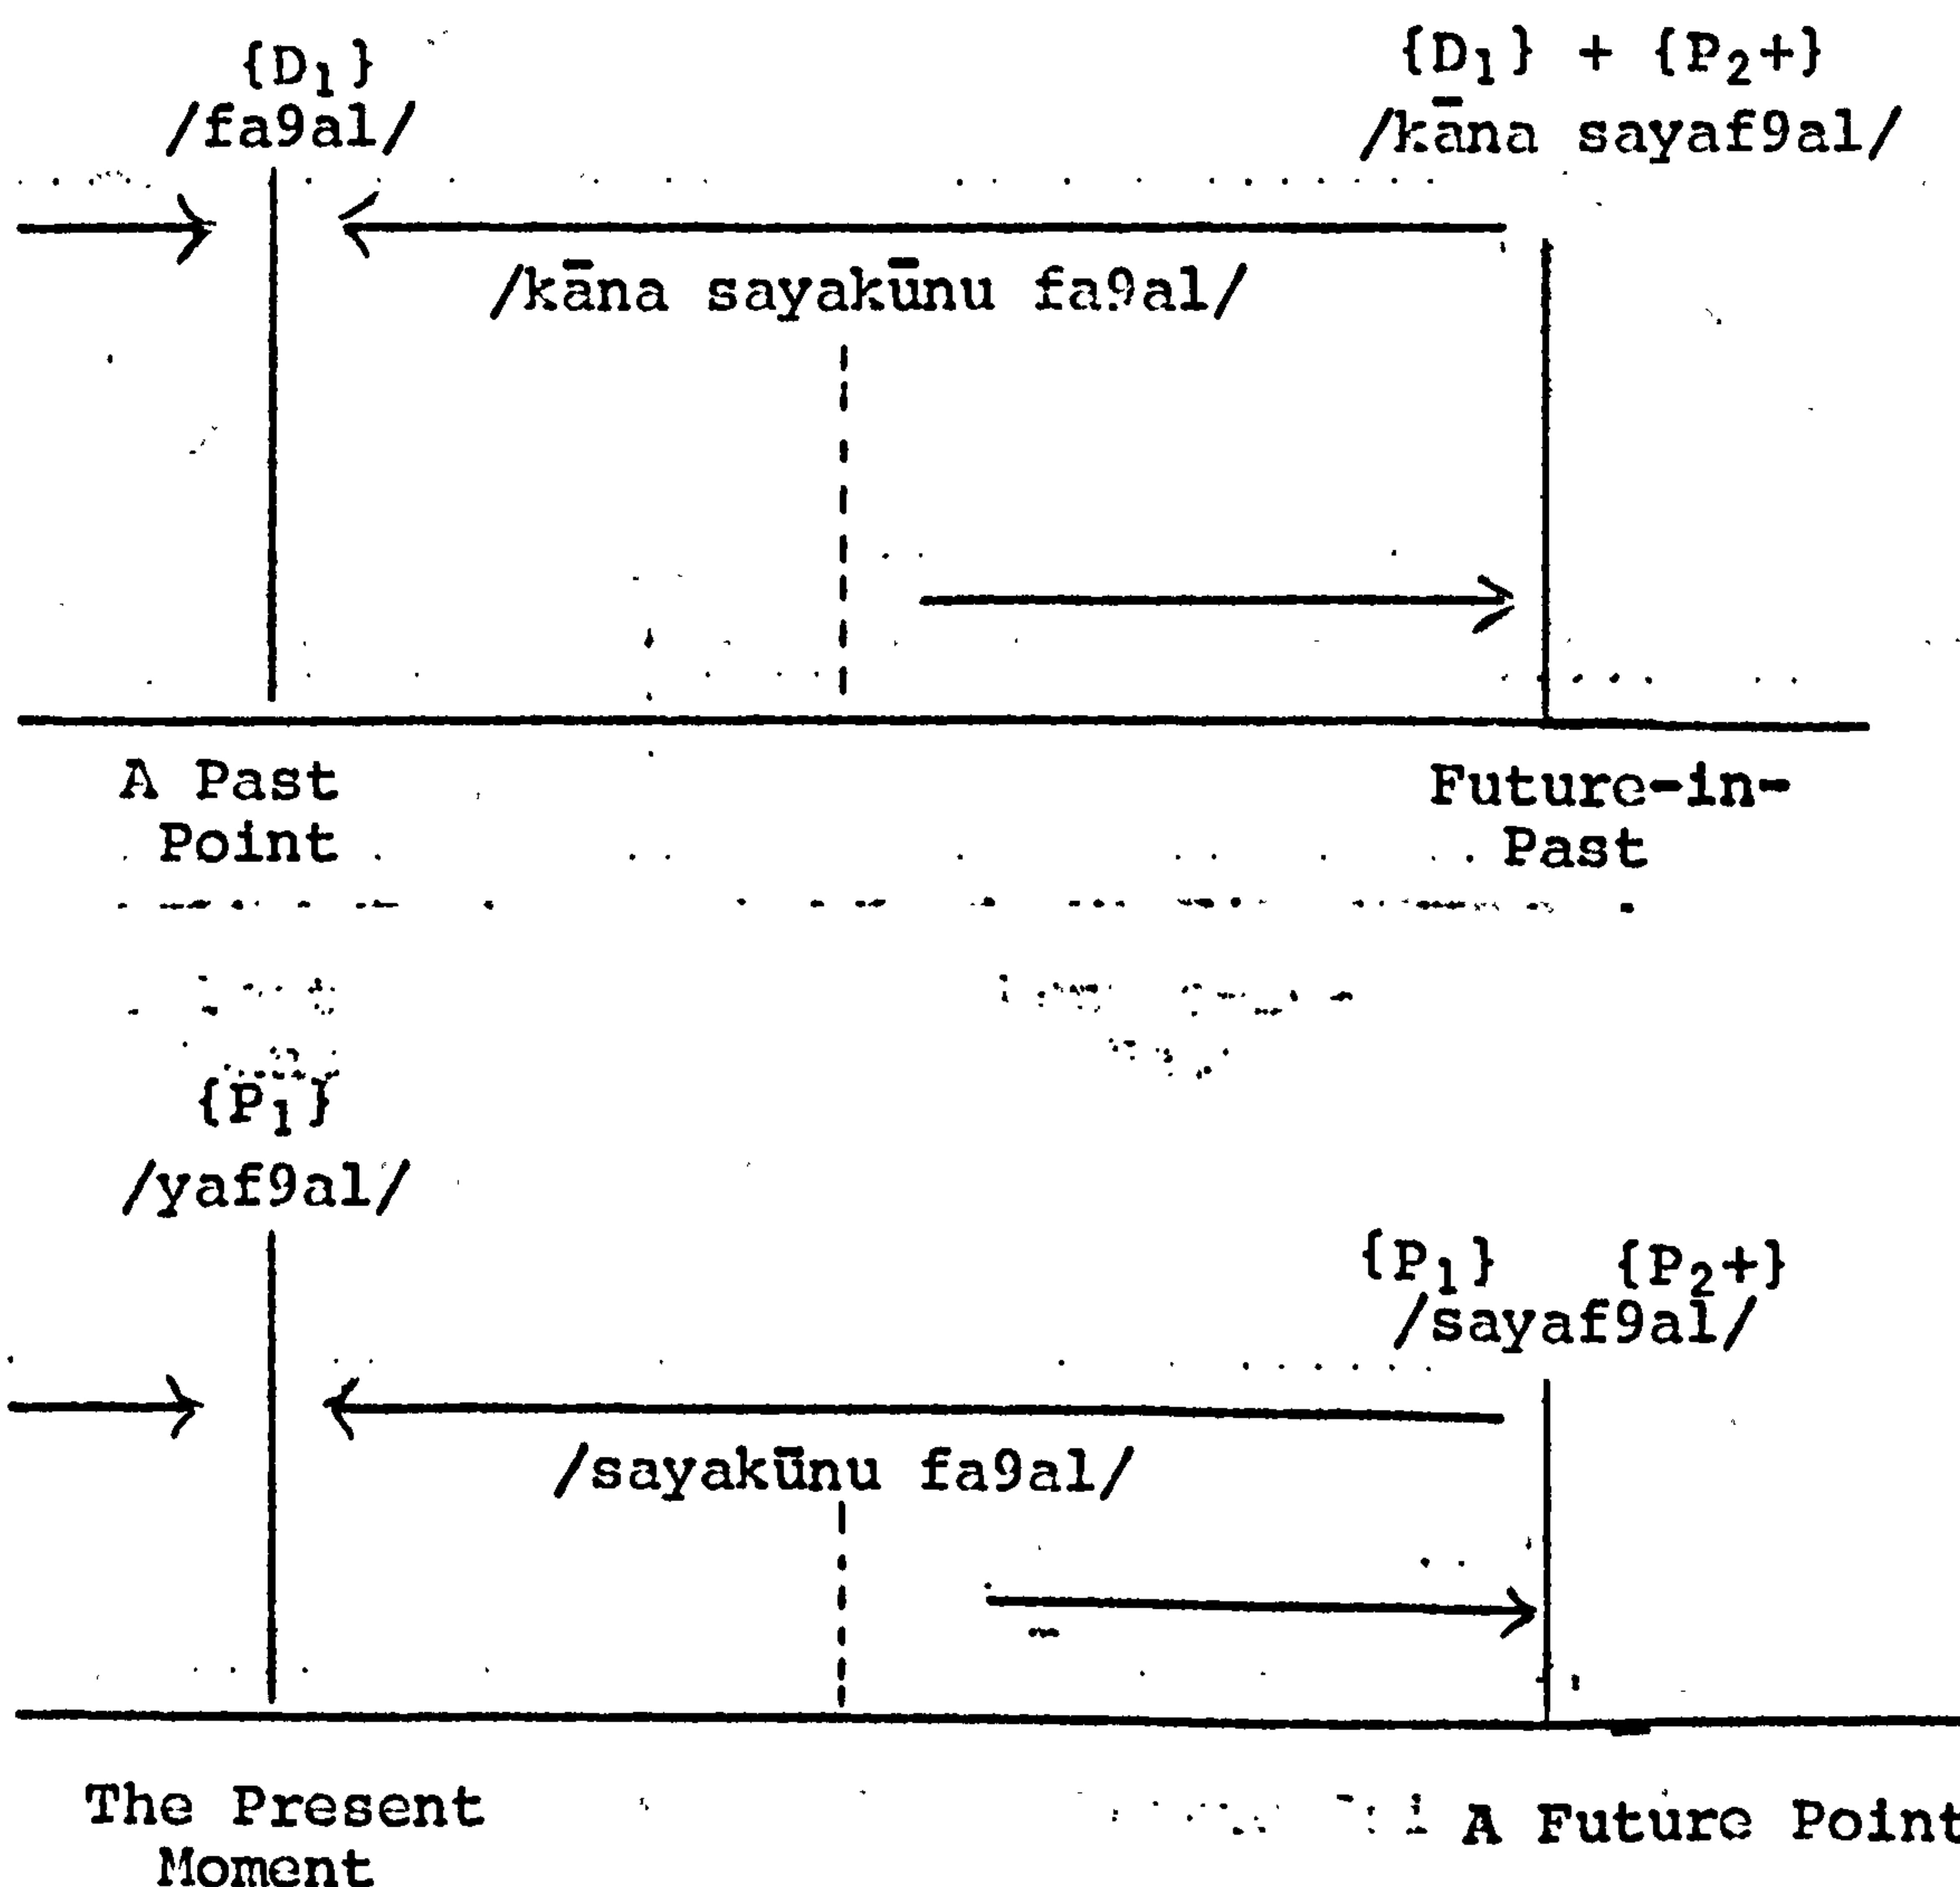 {D₁} {D₁} + {P₂+}
/fa9al/ /kāna sayaf9al/
/kāna sayakūnu fa9al/
A Past Future-in-
Point Past
{P₁}
/yaf9al/
{P₁} {P₂+}
/sayaf9al/
/sayakūnu fa9al/
The Present A Future Point
Moment